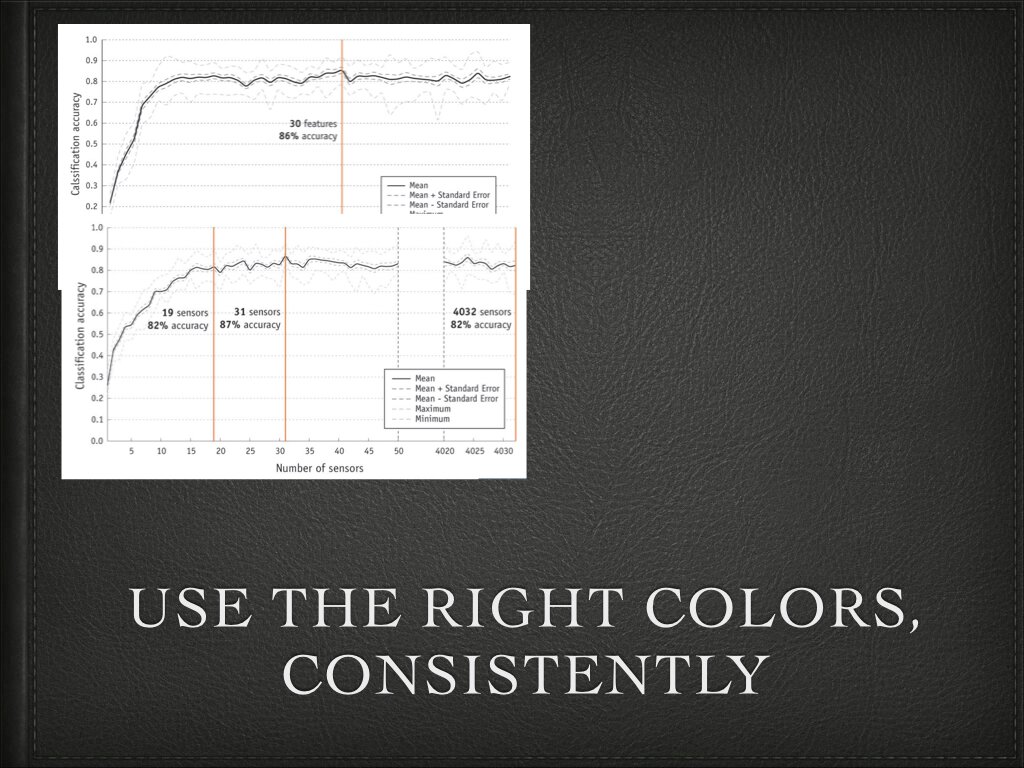 1.0
0.9
0.8
0.7
0.6
0.5
0.4
0.3
0.2
Calssification accuracy
30 features
86% accuracy
Mean
Mean + Standard Error
Mean - Standard Error
Maximum
1.0
0.9
0.8
0.7
0.6
0.5
0.4
0.3
0.2
0.1
0.0
Classification accuracy
19 sensors
82% accuracy
31 sensors
87% accuracy
4032 sensors
82% accuracy
Mean
Mean + Standard Error
Mean - Standard Error
Maximum
Minimum
5 10 15 20 25 30 35 40 45 50 4020 4025 4030
Number of sensors
USE THE RIGHT COLORS,
CONSISTENTLY